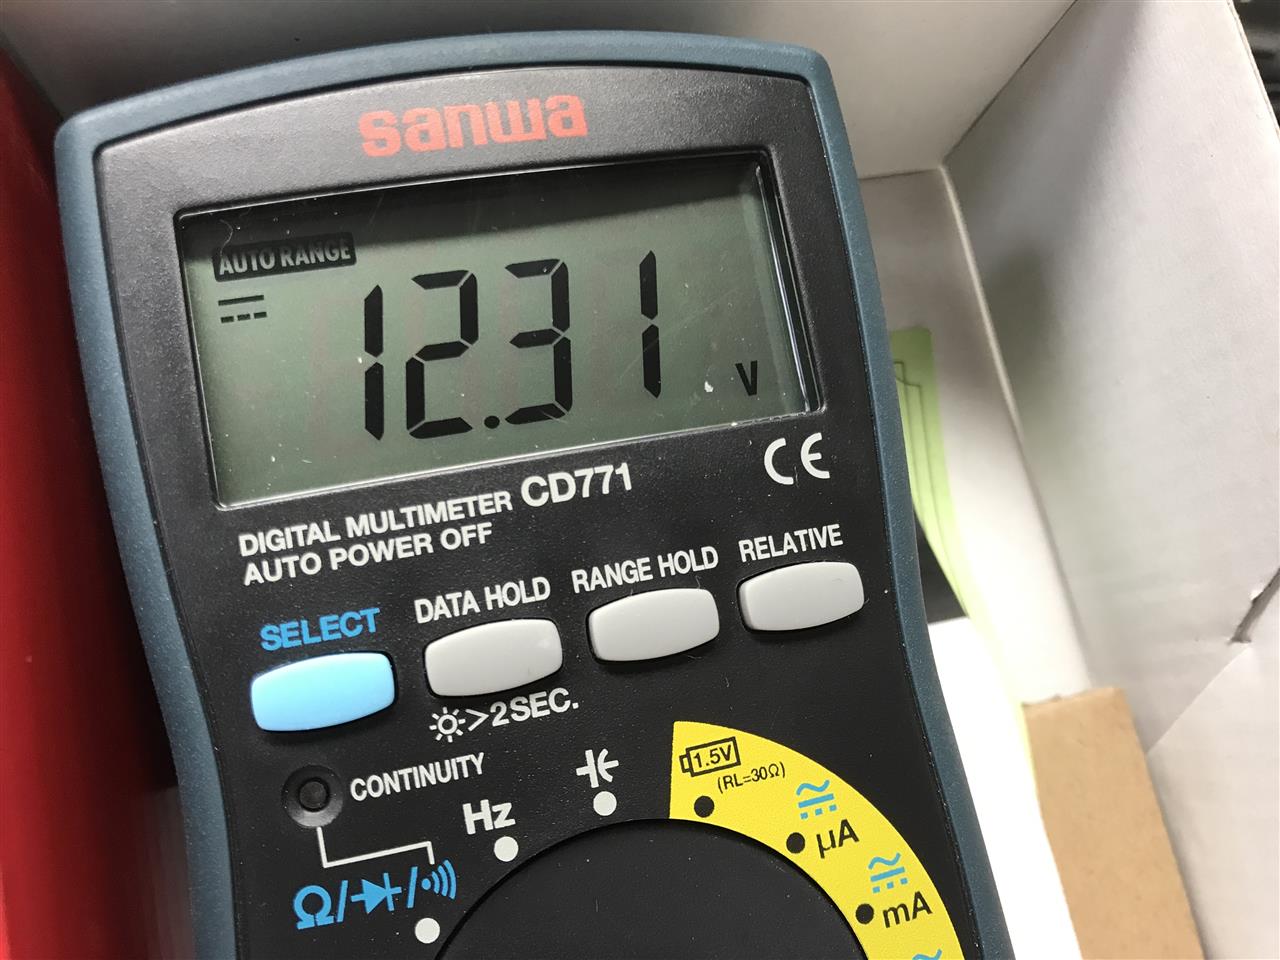 sanwa
AUTO RANGE
12.31 V
DIGITAL MULTIMETER CD771
AUTO POWER OFF
CE
SELECT
DATA HOLD
RANGE HOLD
RELATIVE
>2SEC.
CONTINUITY
Hz
1.5V
(RL=30Ω)
μA
mA
Ω/